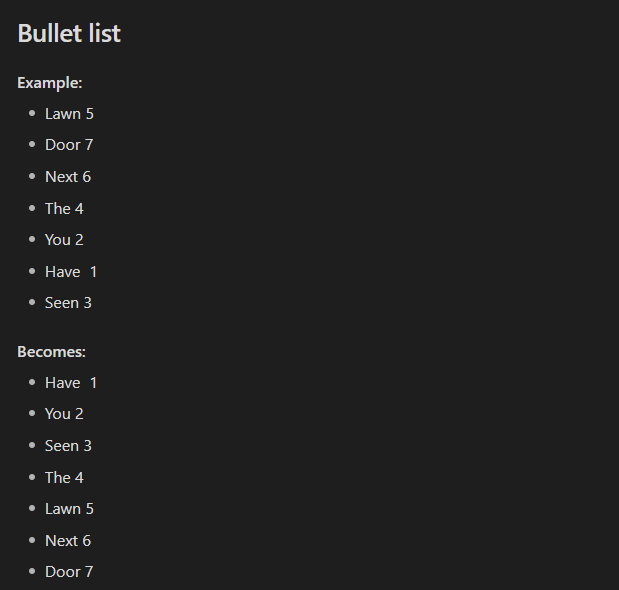 Bullet list
Example:
Lawn 5
Door 7
Next 6
The 4
You 2
Have  1
Seen 3
Becomes:
Have  1
You 2
Seen 3
The 4
Lawn 5
Next 6
Door 7